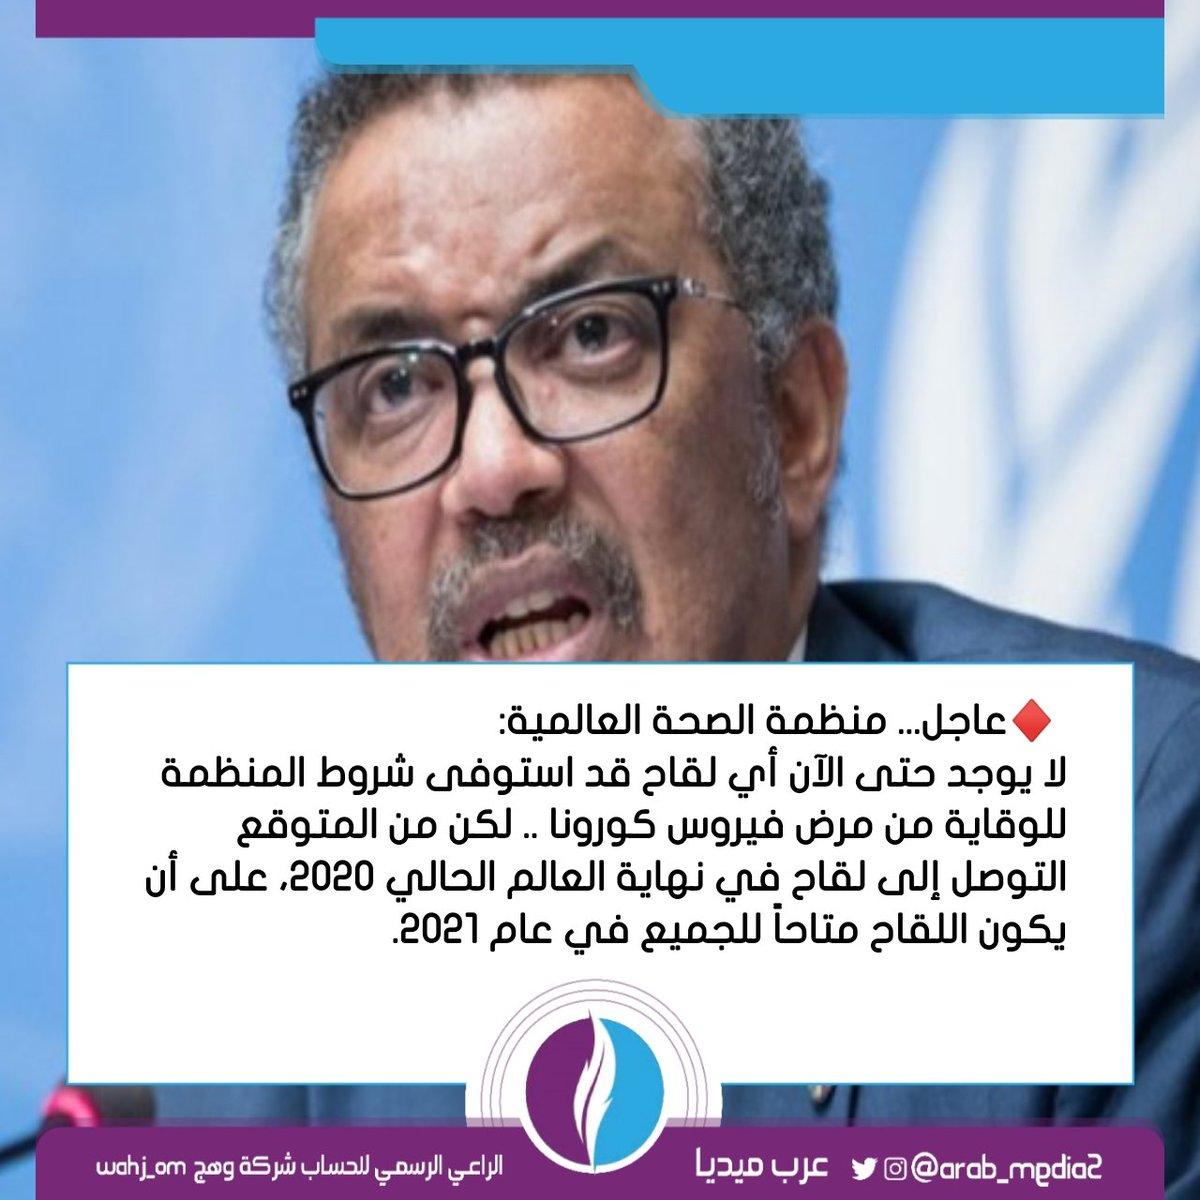 عاجل... منظمة الصحة العالمية:
لا يوجد حتى الآن أي لقاح قد استوفى شروط المنظمة
للوقاية من مرض فيروس كورونا .. لكن من المتوقع
التوصل إلى لقاح في نهاية العالم الحالي 2020، على أن
يكون اللقاح متاحاً للجميع في عام 2021.
@arab_media2 عرب ميديا
الراعي الرسمي للحساب شركة وهج wahj_om